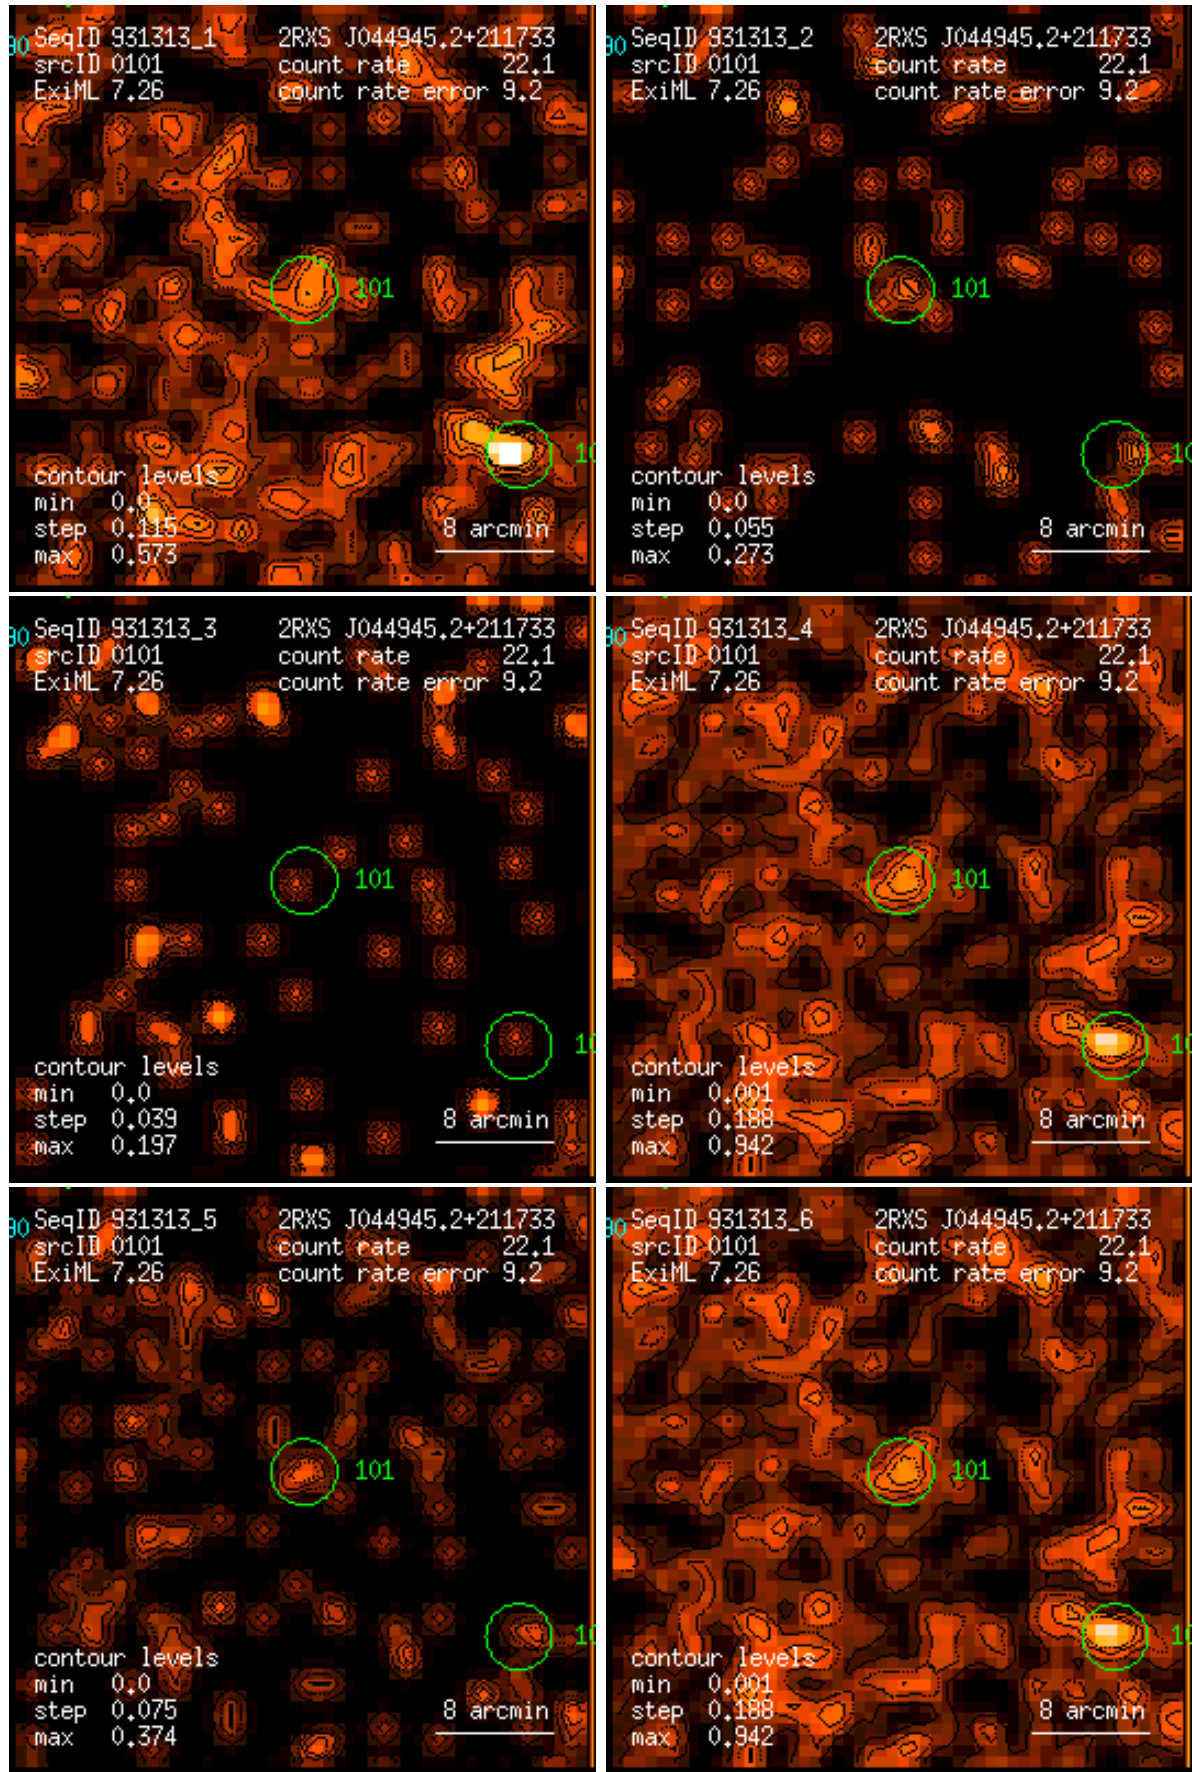 90 SeqID 931313_1 2RXS J044945.2+211733
srcID 0101 count rate 22.1
ExiML 7.26 count rate error 9.2
101
10
contour levels
min 0.0
step 0.115 8 arcmin
max 0.573
90 SeqID 931313_2 2RXS J044945.2+211733
srcID 0101 count rate 22.1
ExiML 7.26 count rate error 9.2
101
10
contour levels
min 0.0
step 0.055 8 arcmin
max 0.273
90 SeqID 931313_3 2RXS J044945.2+211733
srcID 0101 count rate 22.1
ExiML 7.26 count rate error 9.2
101
10
contour levels
min 0.0
step 0.039 8 arcmin
max 0.197
90 SeqID 931313_4 2RXS J044945.2+211733
srcID 0101 count rate 22.1
ExiML 7.26 count rate error 9.2
101
10
contour levels
min 0.001
step 0.188 8 arcmin
max 0.942
90 SeqID 931313_5 2RXS J044945.2+211733
srcID 0101 count rate 22.1
ExiML 7.26 count rate error 9.2
101
10
contour levels
min 0.0
step 0.075 8 arcmin
max 0.374
90 SeqID 931313_6 2RXS J044945.2+211733
srcID 0101 count rate 22.1
ExiML 7.26 count rate error 9.2
101
10
contour levels
min 0.001
step 0.188 8 arcmin
max 0.942